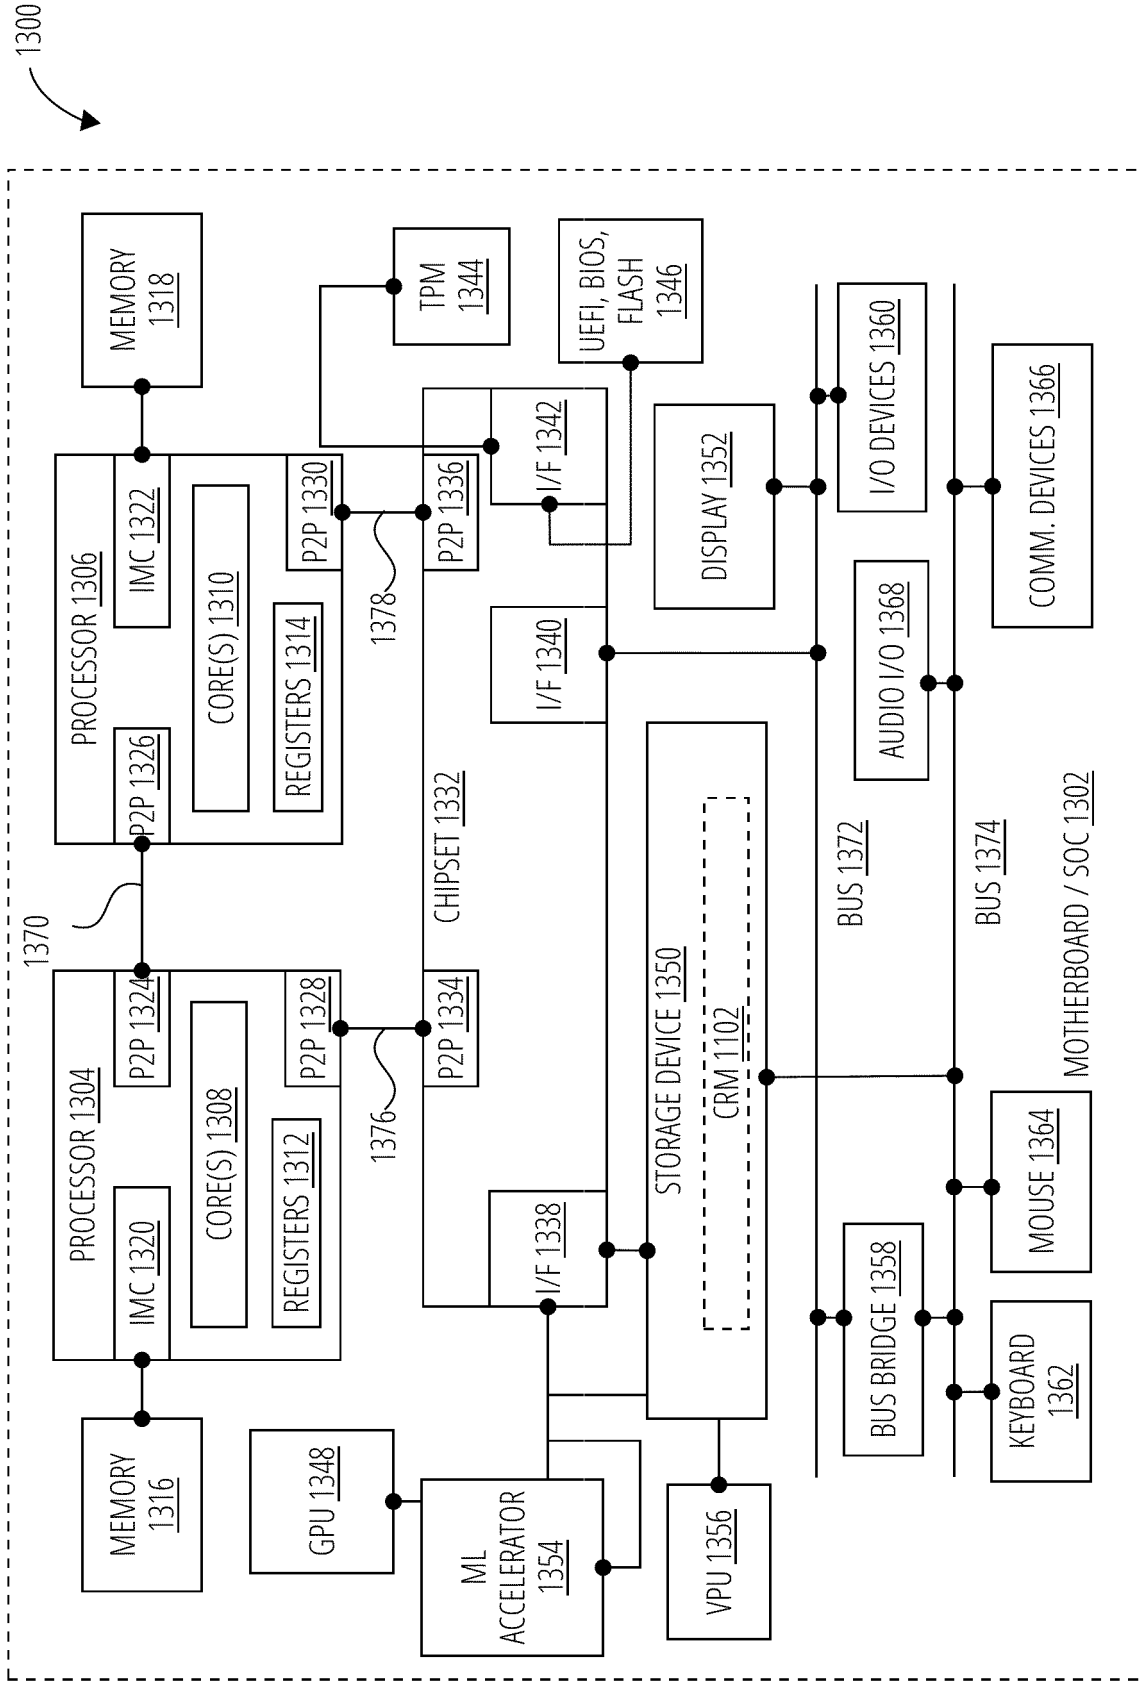 1300
MEMORY
1316
PROCESSOR 1304
IMC 1320
P2P 1324
CORE(S) 1308
REGISTERS 1312
P2P 1328
1370
PROCESSOR 1306
P2P 1326
IMC 1322
CORE(S) 1310
REGISTERS 1314
P2P 1330
MEMORY
1318
GPU 1348
1376
1378
TPM
1344
ML
ACCELERATOR
1354
P2P 1334
CHIPSET 1332
P2P 1336
I/F 1338
I/F 1340
I/F 1342
UEFI, BIOS,
FLASH
1346
VPU 1356
STORAGE DEVICE 1350
CRM 1102
DISPLAY 1352
BUS 1372
BUS BRIDGE 1358
AUDIO I/O 1368
I/O DEVICES 1360
BUS 1374
KEYBOARD
1362
MOUSE 1364
COMM. DEVICES 1366
MOTHERBOARD / SOC 1302